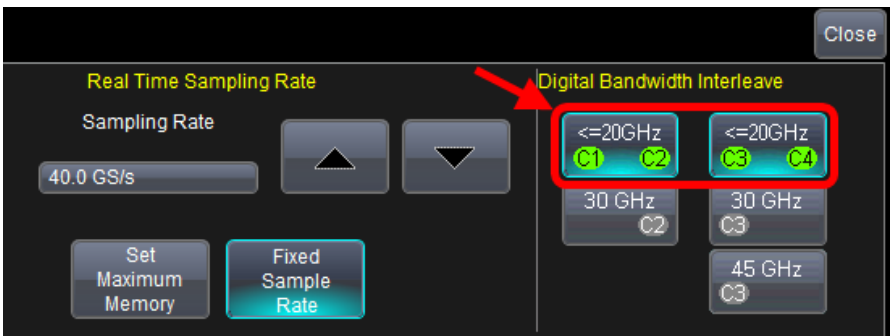 Close
Real Time Sampling Rate
Sampling Rate
40.0 GS/s
Set
Maximum
Memory
Fixed
Sample
Rate
Digital Bandwidth Interleave
<=20GHz
C1 C2
<=20GHz
C3 C4
30 GHz
C2
30 GHz
C3
45 GHz
C3